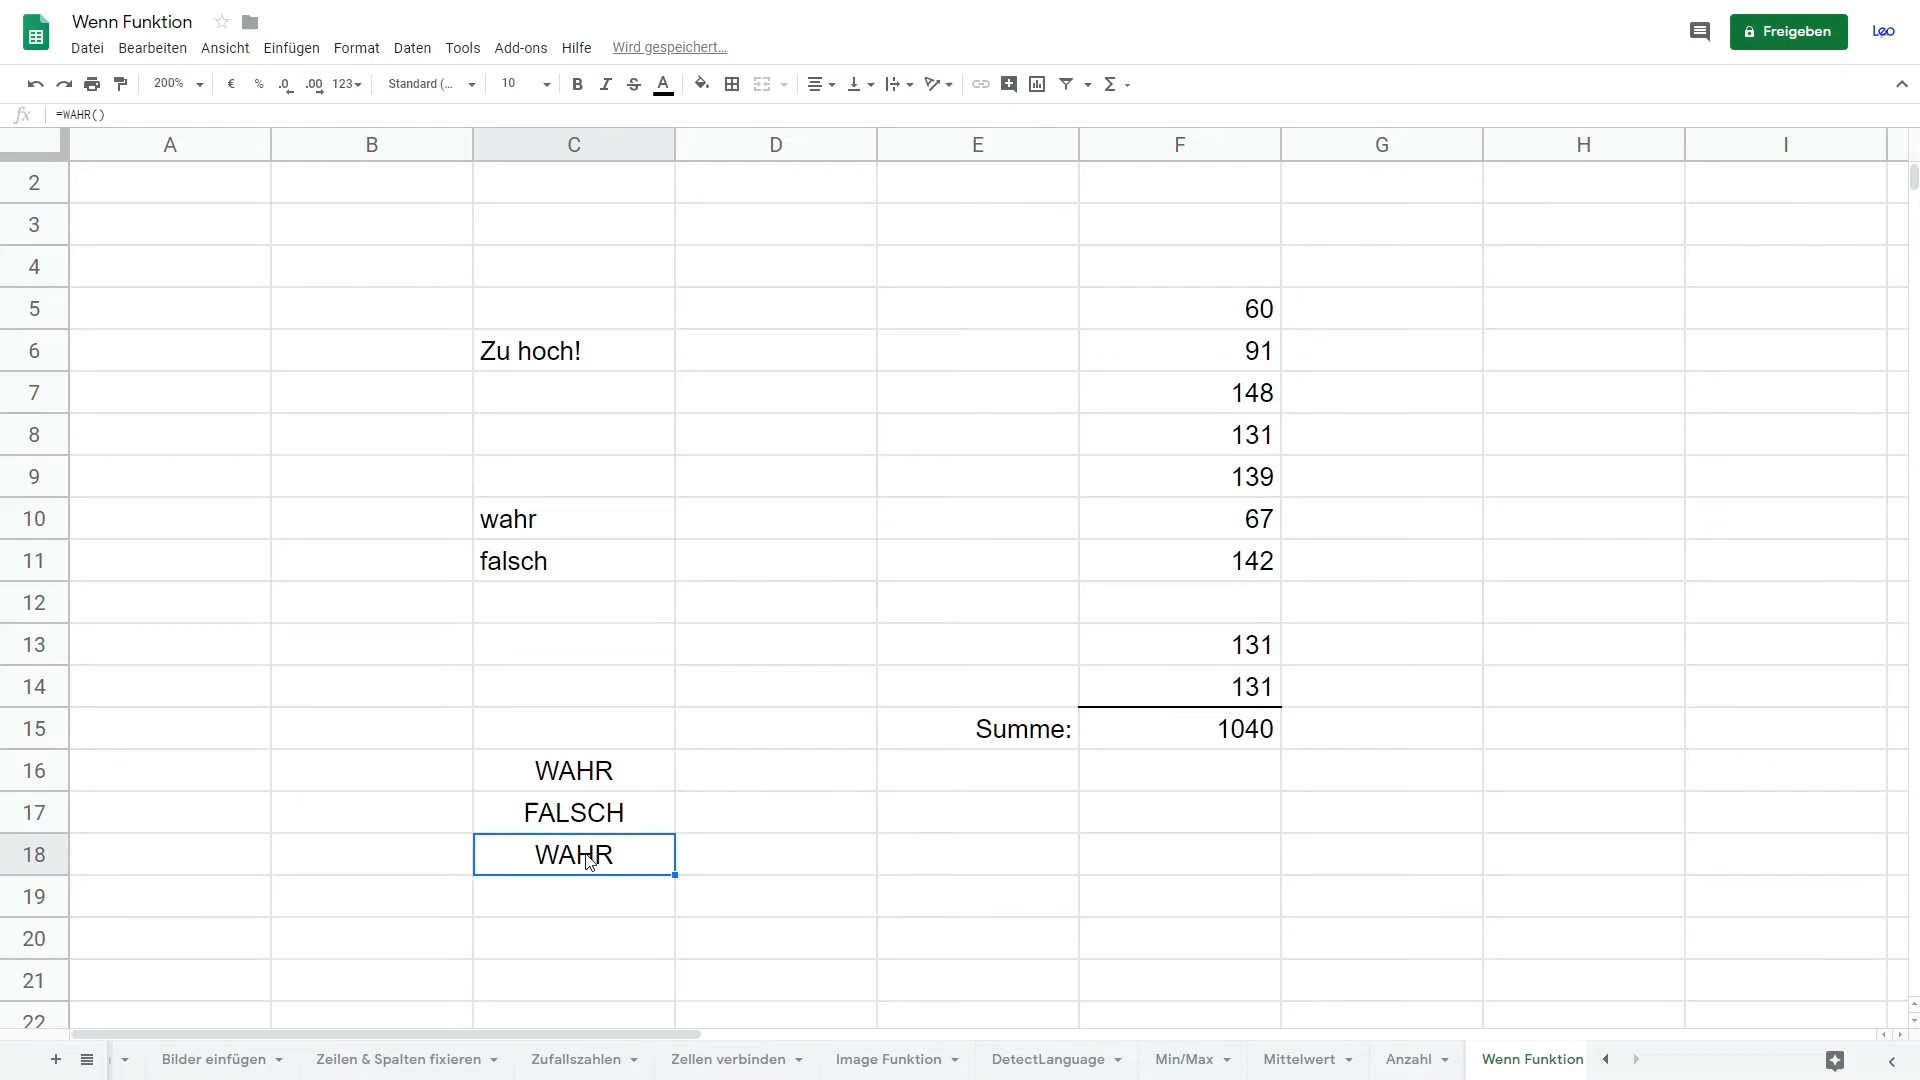 Wenn Funktion
Datei Bearbeiten Ansicht Einfügen Format Daten Tools Add-ons Hilfe Wird gespeichert...
Freigeben
Leo
200% € % .0 .00 123 Standard (... 10 B I S A Σ
fx =WAHR()
A B C D E F G H I
2
3
4
5 60
6 Zu hoch! 91
7 148
8 131
9 139
10 wahr 67
11 falsch 142
12
13 131
14 131
15 Summe: 1040
16 WAHR
17 FALSCH
18 WAHR
19
20
21
22
Bilder einfügen Zeilen & Spalten fixieren Zufallszahlen Zellen verbinden Image Funktion DetectLanguage Min/Max Mittelwert Anzahl Wenn Funktion